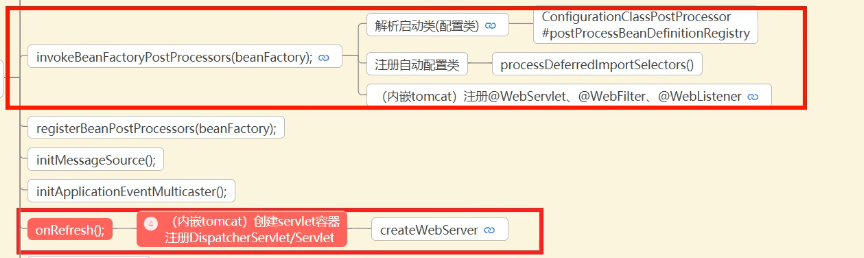 解析启动类(配置类)
ConfigurationClassPostProcessor
#postProcessBeanDefinitionRegistry
invokeBeanFactoryPostProcessors(beanFactory);
注册自动配置类
processDeferredImportSelectors()
（内嵌tomcat）注册@WebServlet、@WebFilter、@WebListener
registerBeanPostProcessors(beanFactory);
initMessageSource();
initApplicationEventMulticaster();
onRefresh();
4
（内嵌tomcat）创建servlet容器
注册DispatcherServlet/Servlet
createWebServer